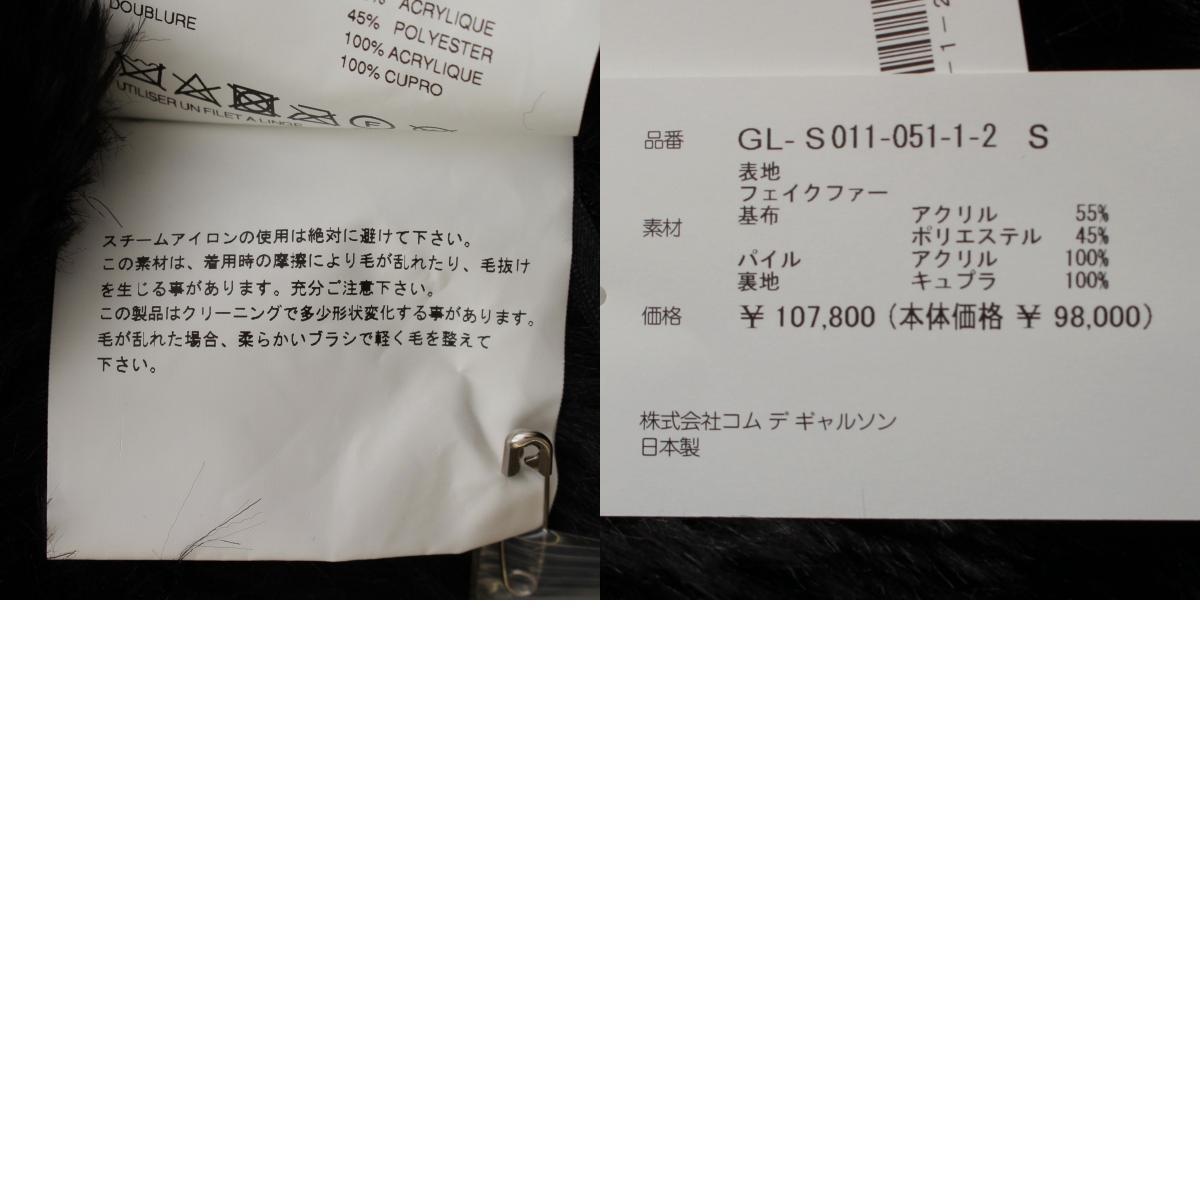 DOUBLURE
ACRYLIQUE
45% POLYESTER
100% ACRYLIQUE
100% CUPRO
UTILISER UN FILET A LINGE
F
スチームアイロンの使用は絶対に避けて下さい。
この素材は、着用時の摩擦により毛が乱れたり、毛抜け
を生じる事があります。充分ご注意下さい。
この製品はクリーニングで多少形状変化する事があります。
毛が乱れた場合、柔らかいブラシで軽く毛を整えて
下さい。
品番 GL-S011-051-1-2 S
表地
フェイクファー
基布 アクリル 55%
素材 ポリエステル 45%
パイル アクリル 100%
裏地 キュプラ 100%
価格 ¥ 107,800 (本体価格 ¥ 98,000)
株式会社コム デ ギャルソン
日本製